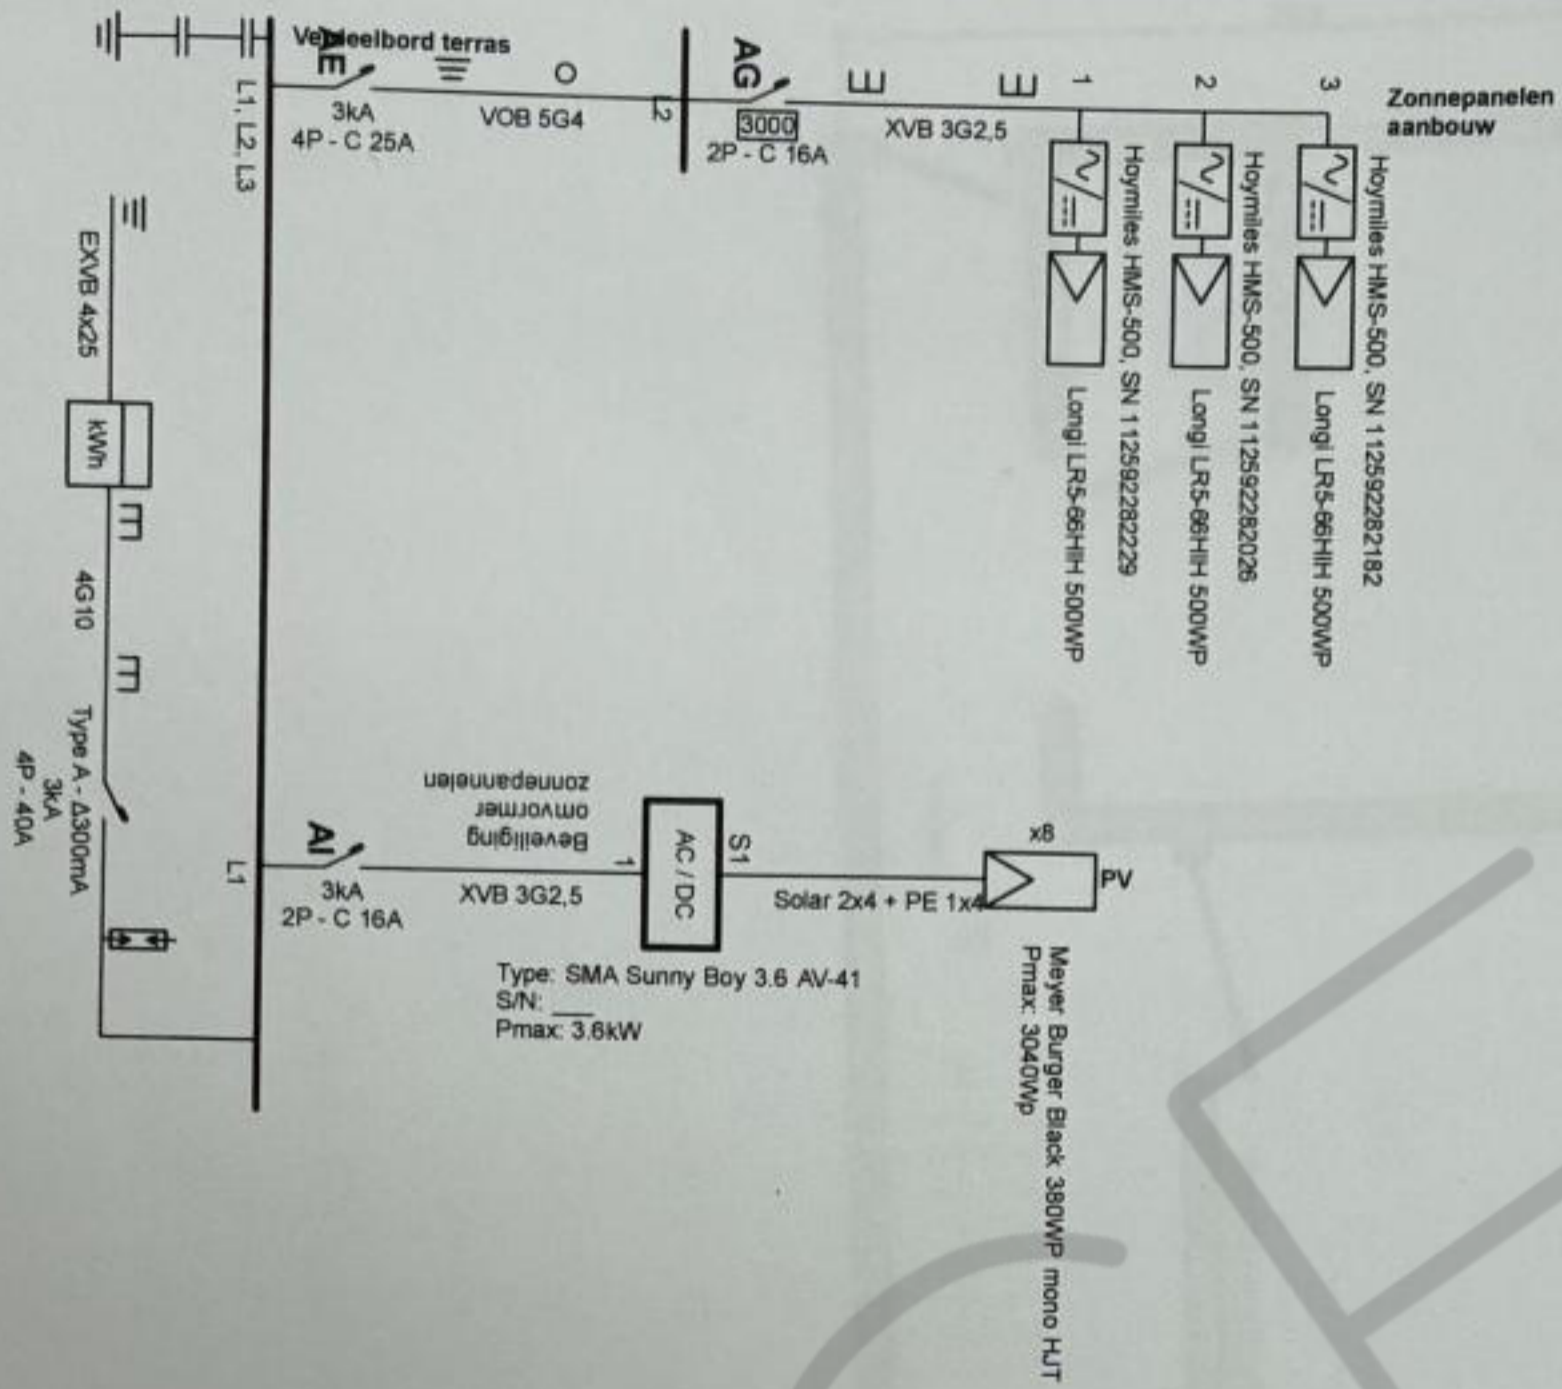 Verdeelbord terras
AE
3kA
4P - C 25A
VOB 5G4
L1, L2, L3
L2
AG
3000
2P - C 16A
XVB 3G2,5
1
2
3
Zonnepanelen
aanbouw
Hoymiles HMS-500, SN 112592282229
Longi LR5-66HIH 500WP
Hoymiles HMS-500, SN 112592282026
Longi LR5-66HIH 500WP
Hoymiles HMS-500, SN 112592282182
Longi LR5-66HIH 500WP
EXVB 4x25
kWh
4G10
Type A - Δ300mA
3kA
4P - 40A
L1
AI
3kA
2P - C 16A
Beveiliging
omvormer
zonnepannelen
XVB 3G2,5
1
AC / DC
S1
Type: SMA Sunny Boy 3.6 AV-41
S/N: ___
Pmax: 3.6kW
Solar 2x4 + PE 1x4
x8
PV
Meyer Burger Black 380WP mono HJT
Pmax: 3040Wp